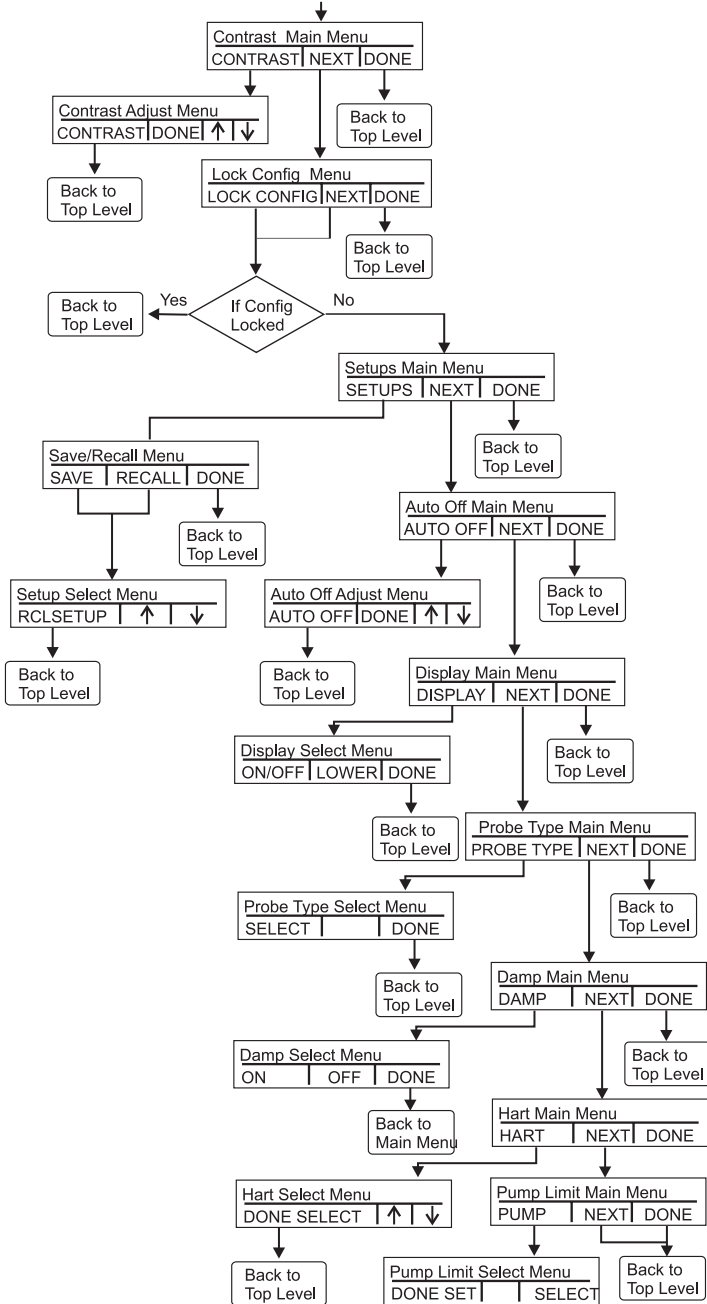 Contrast Main Menu
CONTRAST NEXT DONE
Contrast Adjust Menu
CONTRAST DONE ↑ ↓
Back to
Top Level
Back to
Top Level
Lock Config Menu
LOCK CONFIG NEXT DONE
Back to
Top Level
If Config
Locked
Yes
No
Back to
Top Level
Setups Main Menu
SETUPS NEXT DONE
Back to
Top Level
Save/Recall Menu
SAVE RECALL DONE
Back to
Top Level
Auto Off Main Menu
AUTO OFF NEXT DONE
Back to
Top Level
Setup Select Menu
RCLSETUP ↑ ↓
Back to
Top Level
Auto Off Adjust Menu
AUTO OFF DONE ↑ ↓
Back to
Top Level
Display Main Menu
DISPLAY NEXT DONE
Back to
Top Level
Display Select Menu
ON/OFF LOWER DONE
Back to
Top Level
Probe Type Main Menu
PROBE TYPE NEXT DONE
Back to
Top Level
Probe Type Select Menu
SELECT DONE
Back to
Top Level
Damp Main Menu
DAMP NEXT DONE
Back to
Top Level
Damp Select Menu
ON OFF DONE
Back to
Main Menu
Hart Main Menu
HART NEXT DONE
Hart Select Menu
DONE SELECT ↑ ↓
Back to
Top Level
Pump Limit Main Menu
PUMP NEXT DONE
Back to
Top Level
Pump Limit Select Menu
DONE SET SELECT